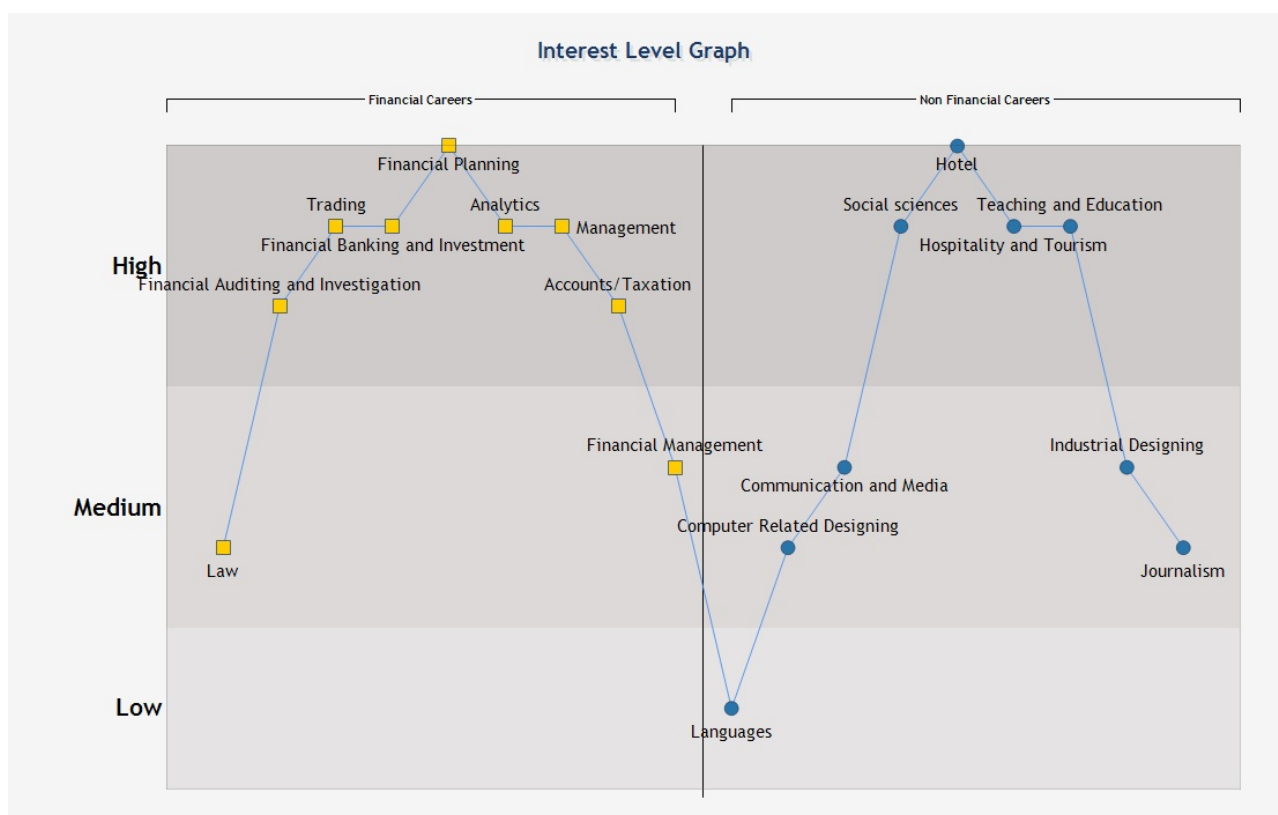 Interest Level Graph
Financial Careers
Non Financial Careers
Financial Planning
Hotel
Trading
Analytics
Social sciences
Teaching and Education
Management
Financial Banking and Investment
Hospitality and Tourism
High
Financial Auditing and Investigation
Accounts/Taxation
Financial Management
Industrial Designing
Communication and Media
Medium
Computer Related Designing
Law
Journalism
Low
Languages